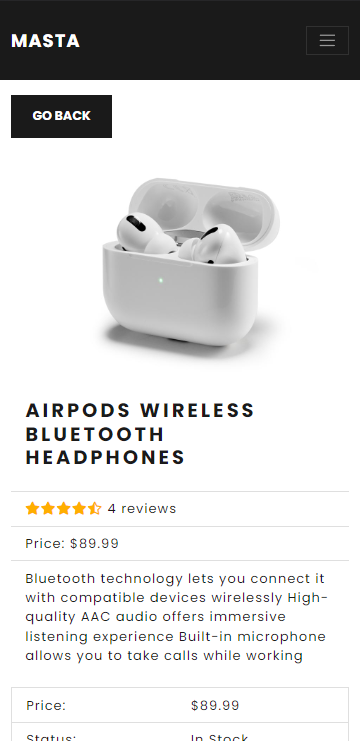 MASTA
GO BACK
AIRPODS WIRELESS
BLUETOOTH
HEADPHONES
4 reviews
Price: $89.99
Bluetooth technology lets you connect it
with compatible devices wirelessly High-
quality AAC audio offers immersive
listening experience Built-in microphone
allows you to take calls while working
Price: $89.99
Status: In Stock